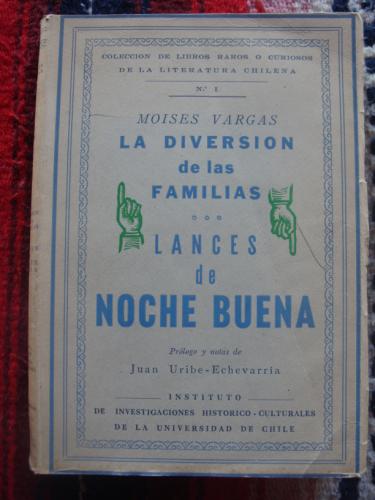 COLECCION DE LIBROS RAROS O CURIOSOS
DE LA LITERATURA CHILENA
N.º 1
MOISES VARGAS
LA DIVERSION
de las
FAMILIAS
LANCES
de
NOCHE BUENA
Prólogo y notas de
Juan Uribe-Echevarría
INSTITUTO
DE INVESTIGACIONES HISTORICO-CULTURALES
DE LA UNIVERSIDAD DE CHILE